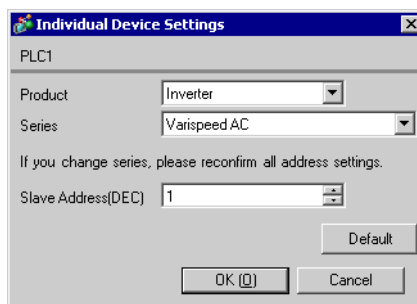 Individual Device Settings
PLC1
Product Inverter
Series Varispeed AC
If you change series, please reconfirm all address settings.
Slave Address(DEC) 1
Default
OK (O) Cancel